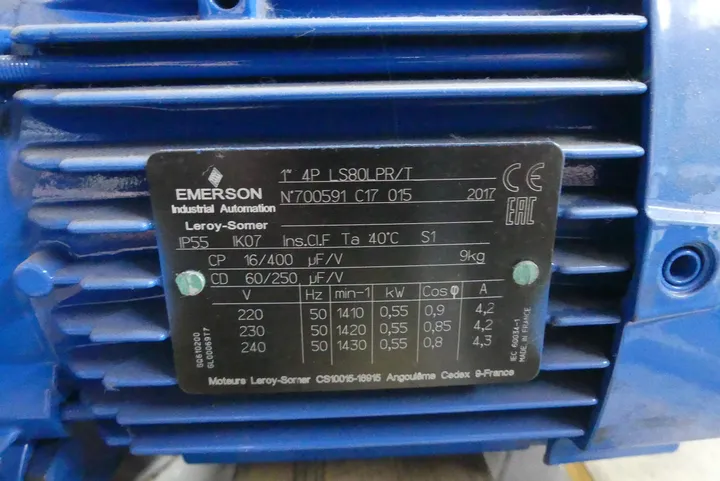 EMERSON
Industrial Automation
Leroy-Somer
1~ 4P LS80LPR/T
N°700591 C17 015 2017
CE
EAC
IP55 IK07 Ins.Cl.F Ta 40°C S1
CP 16/400 µF/V 9kg
CD 60/250 µF/V
V Hz min-1 kW Cosφ A
220 50 1410 0,55 0,9 4,2
230 50 1420 0,55 0,85 4,2
240 50 1430 0,55 0,8 4,3
IEC 60034-1
MADE IN FRANCE
Moteurs Leroy-Somer CS10015-16915 Angoulême Cedex 9-France